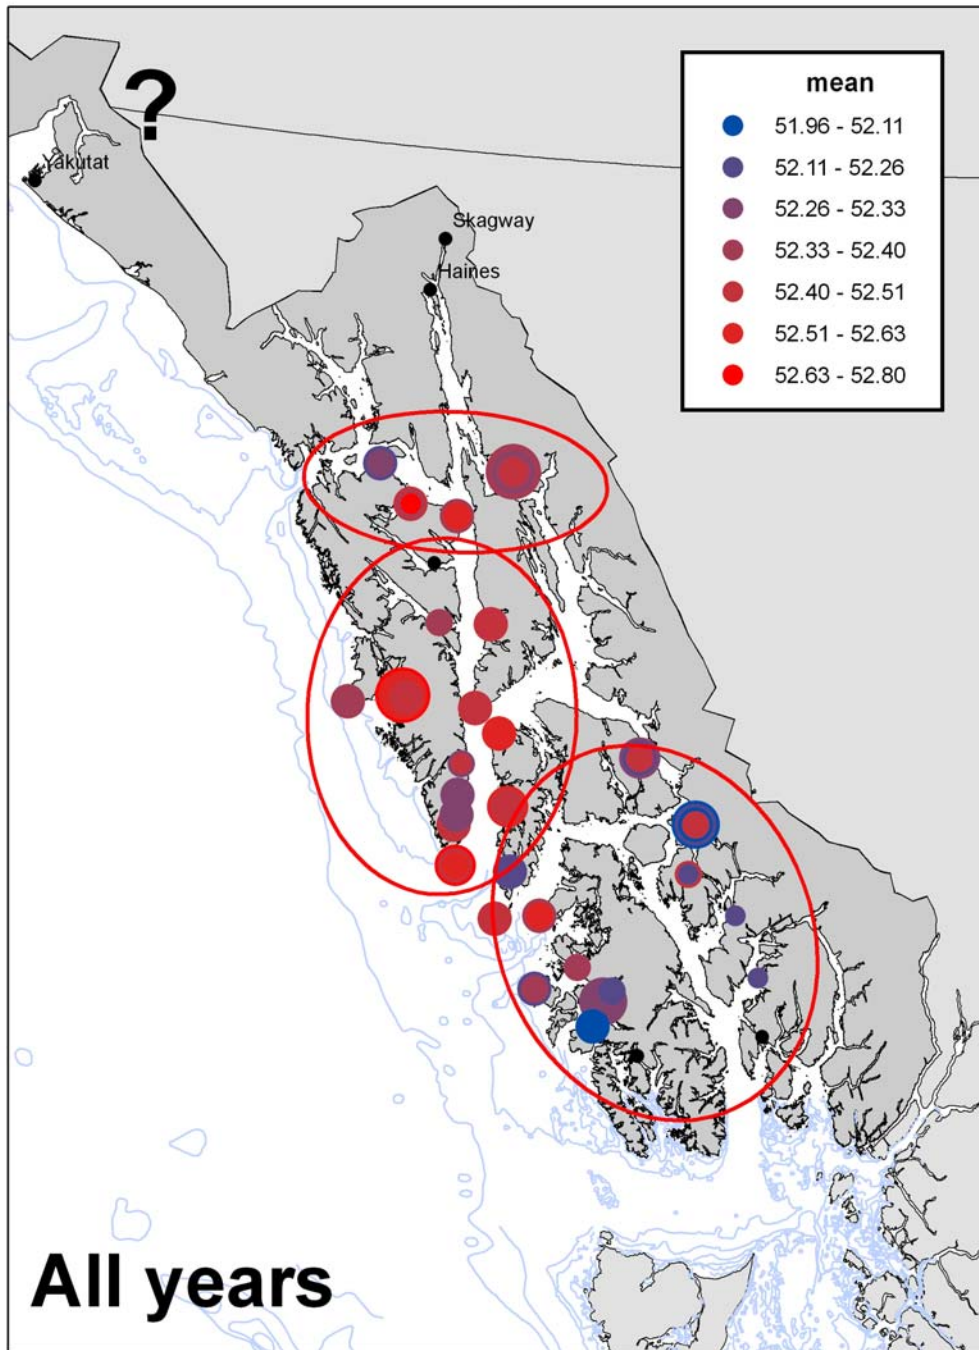 ?
mean
51.96 - 52.11
52.11 - 52.26
52.26 - 52.33
52.33 - 52.40
52.40 - 52.51
52.51 - 52.63
52.63 - 52.80
Yakutat
Skagway
Haines
All years